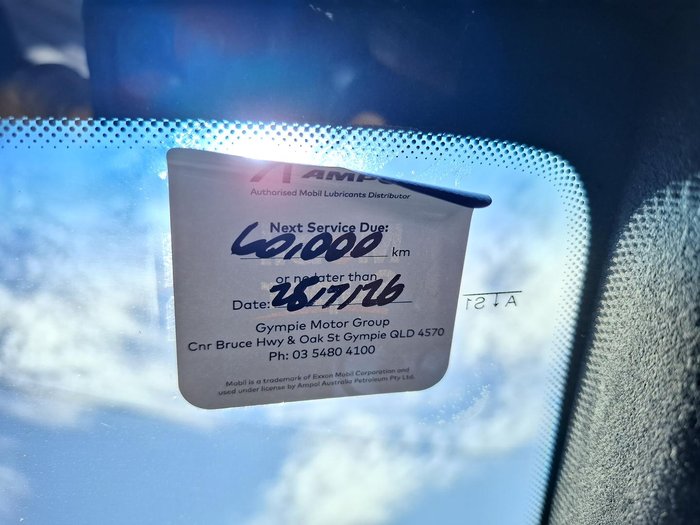 AMPO
Authorised Mobil Lubricants Distributor
Next Service Due:
60,000 km
or no later than
Date: 28/7/26
Gympie Motor Group
Cnr Bruce Hwy & Oak St Gympie QLD 4570
Ph: 03 5480 4100
Mobil is a trademark of Exxon Mobil Corporation and
used under license by Ampol Australia Petroleum Pty Ltd.
AS1